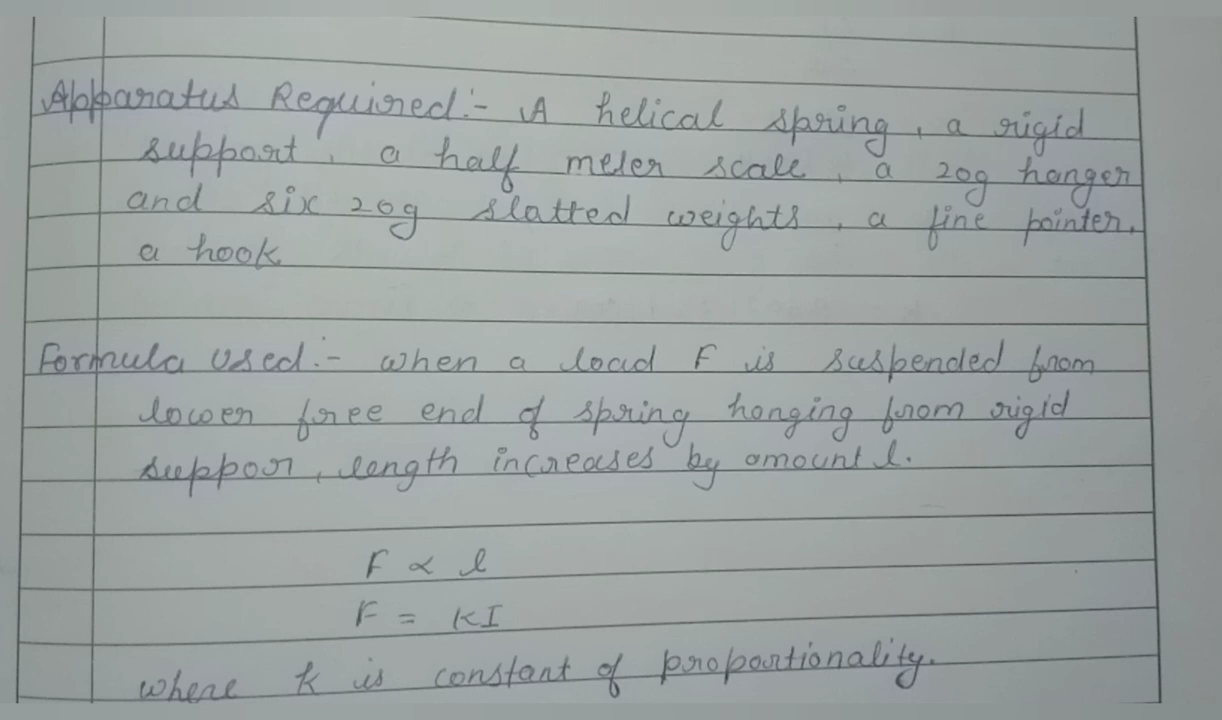 Apparatus Required:- A helical spring, a rigid
support, a half meter scale, a 20g hanger
and six 20g slatted weights, a fine pointer,
a hook
Formula Used:- when a load F is suspended from
lower free end of spring hanging from rigid
suppor, length increases by amount l.
F ∝ l
F = KI
where k is constant of proportionality.